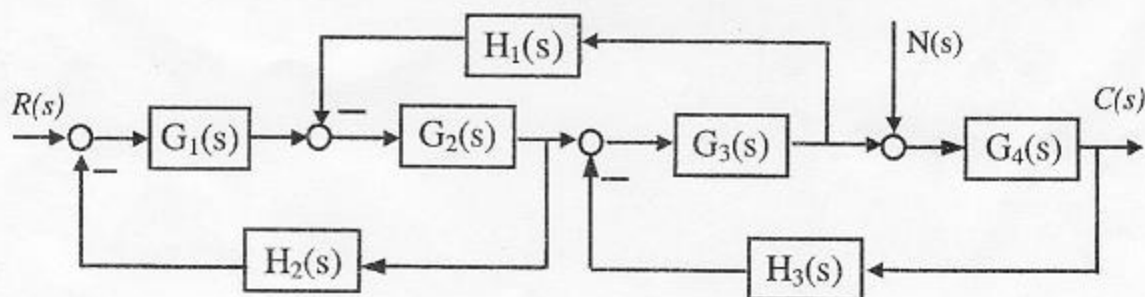 H₁(s)
N(s)
R(s)
C(s)
G₁(s)
G₂(s)
G₃(s)
G₄(s)
H₂(s)
H₃(s)